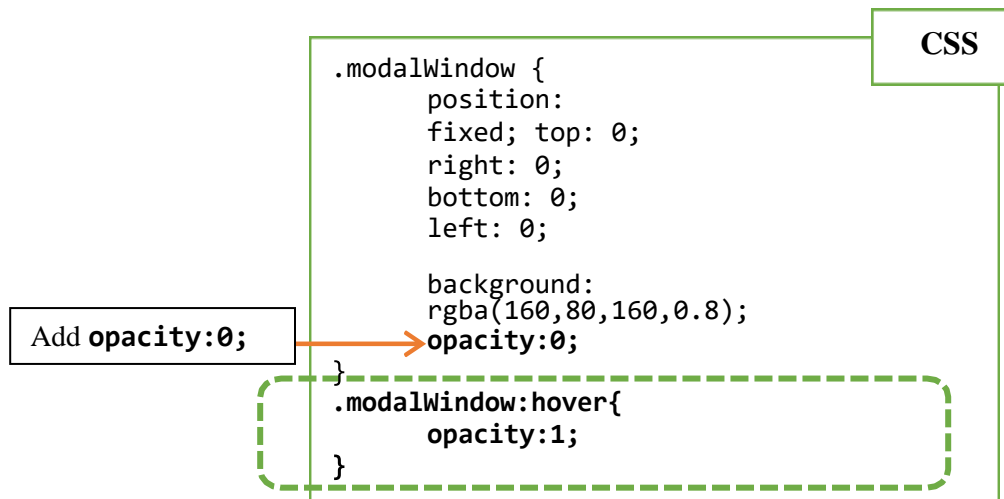 CSS
.modalWindow {
position:
fixed; top: 0;
right: 0;
bottom: 0;
left: 0;
background:
rgba(160,80,160,0.8);
Add opacity:0;
opacity:0;
}
.modalWindow:hover{
opacity:1;
}